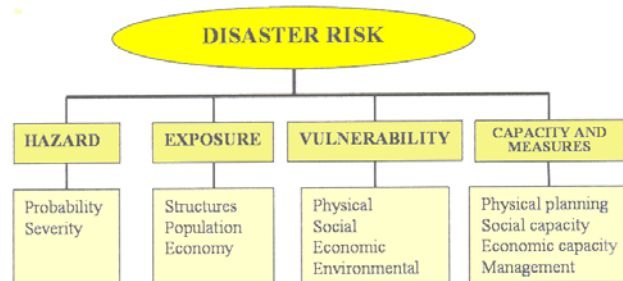 DISASTER RISK
HAZARD
EXPOSURE
VULNERABILITY
CAPACITY AND
MEASURES
Probability
Severity
Structures
Population
Economy
Physical
Social
Economic
Environmental
Physical planning
Social capacity
Economic capacity
Management